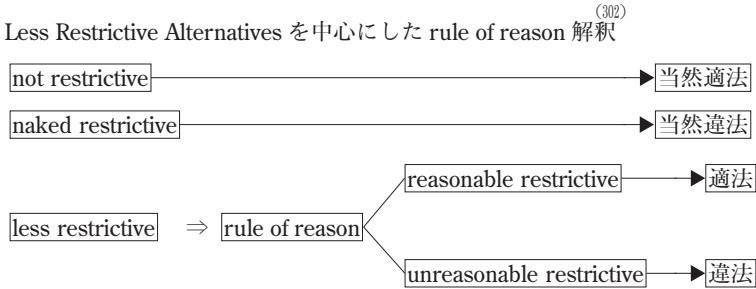 Less Restrictive Alternatives を中心にした rule of reason 解釈(302)
not restrictive 当然適法
naked restrictive 当然違法
reasonable restrictive 適法
less restrictive ⇒ rule of reason
unreasonable restrictive 違法